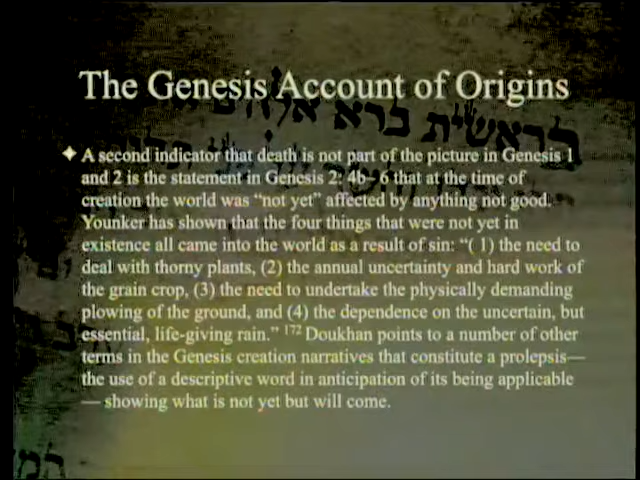 The Genesis Account of Origins
בראשית ברא אלהים
✦ A second indicator that death is not part of the picture in Genesis 1
and 2 is the statement in Genesis 2: 4b– 6 that at the time of
creation the world was “not yet” affected by anything not good.
Younker has shown that the four things that were not yet in
existence all came into the world as a result of sin: “( 1) the need to
deal with thorny plants, (2) the annual uncertainty and hard work of
the grain crop, (3) the need to undertake the physically demanding
plowing of the ground, and (4) the dependence on the uncertain, but
essential, life-giving rain.” 172 Doukhan points to a number of other
terms in the Genesis creation narratives that constitute a prolepsis—
the use of a descriptive word in anticipation of its being applicable
— showing what is not yet but will come.